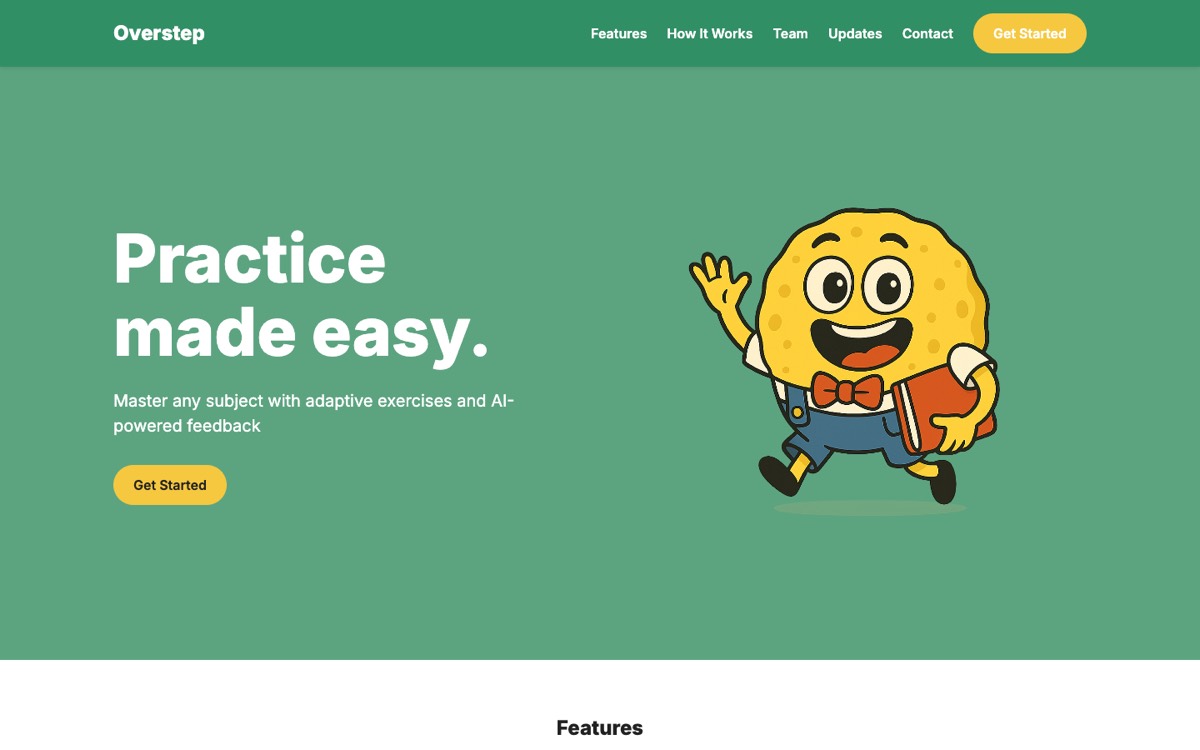 Overstep
Features
How It Works
Team
Updates
Contact
Get Started
Practice
made easy.
Master any subject with adaptive exercises and AI-
powered feedback
Get Started
Features